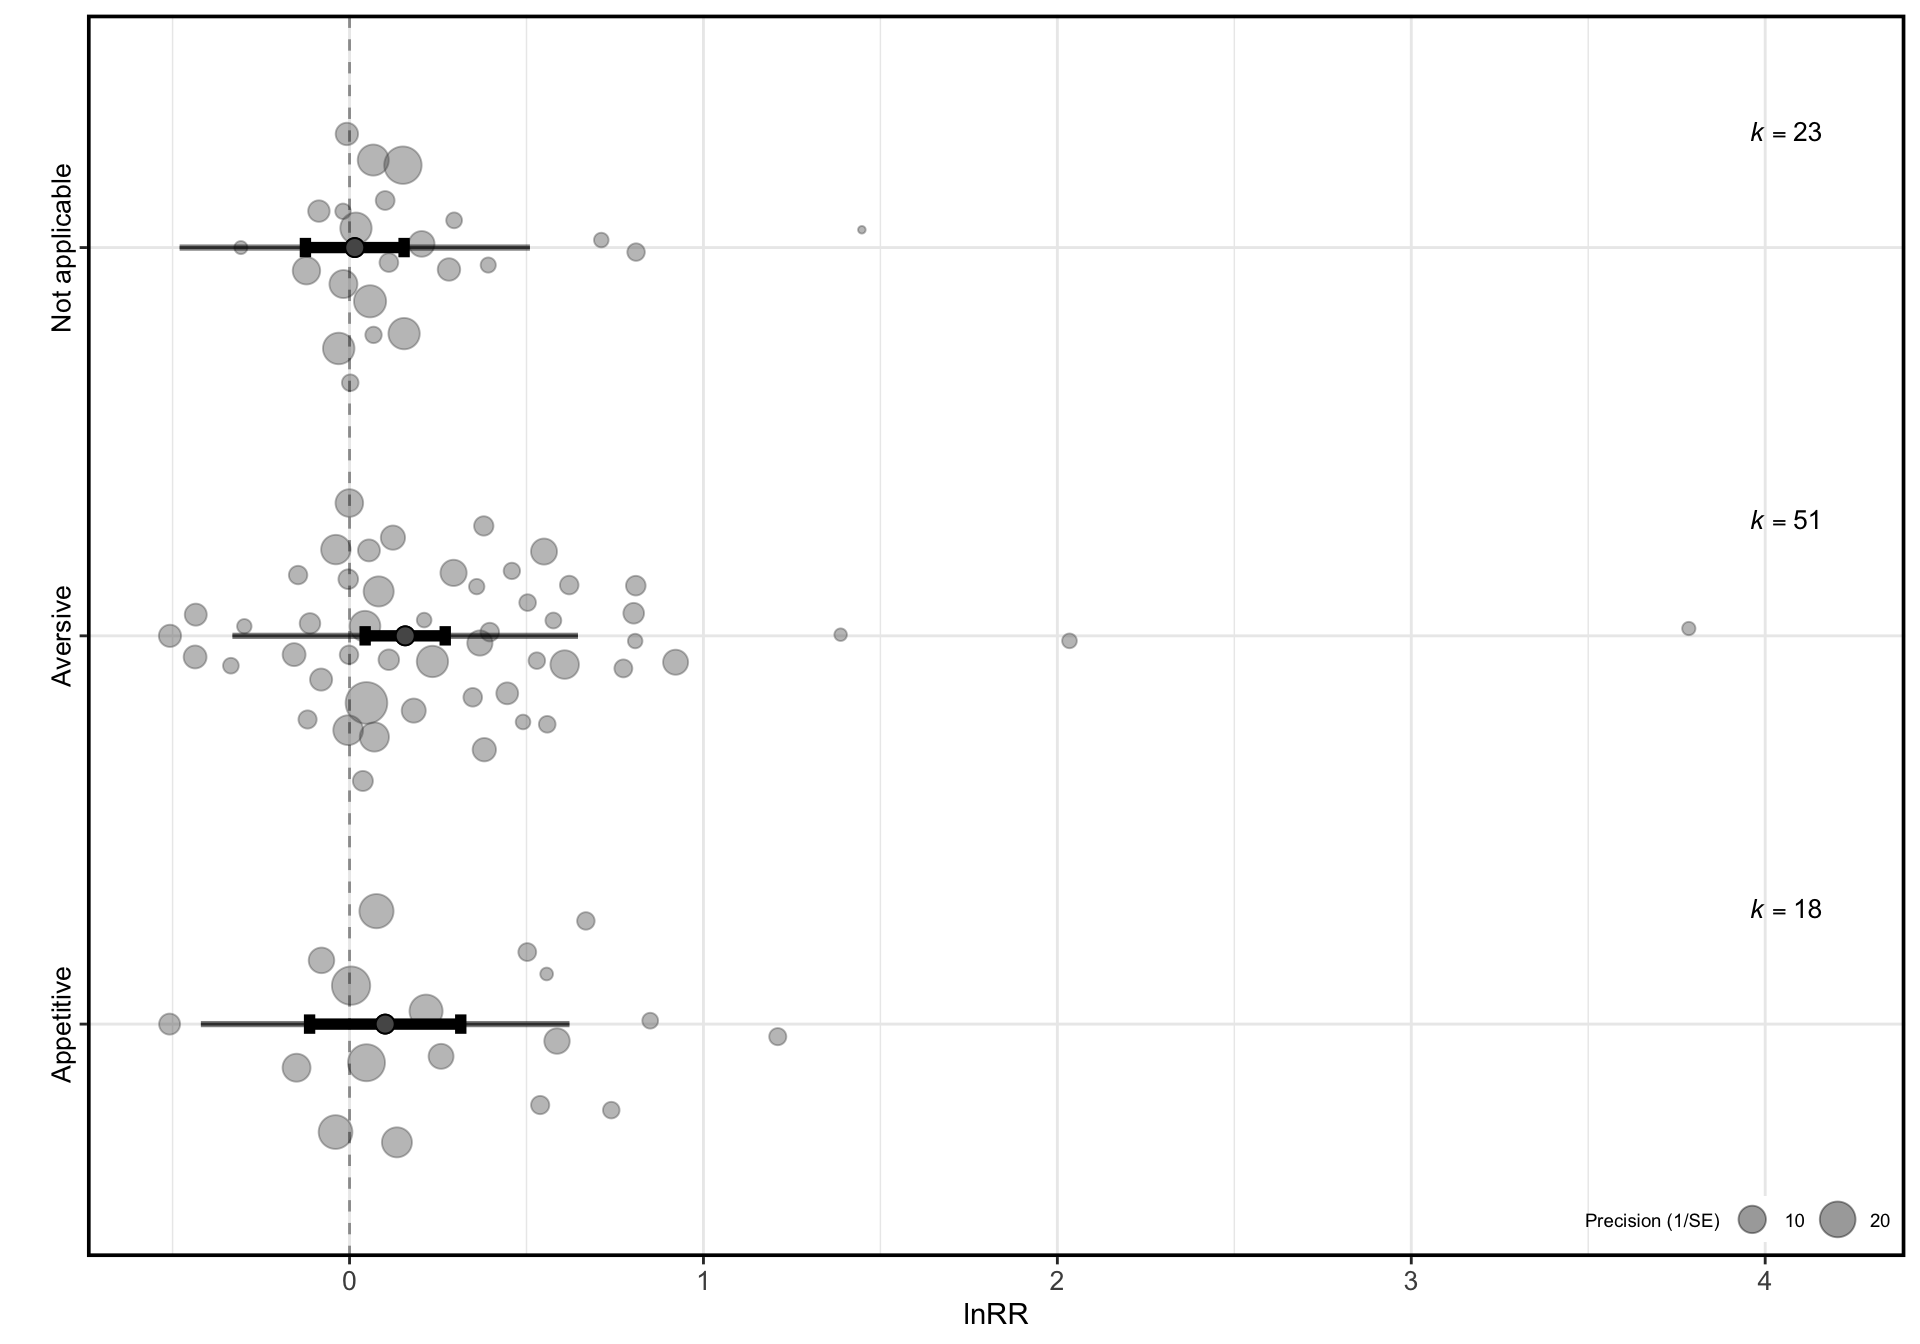 k = 23
Not applicable
k = 51
Aversive
k = 18
Appetitive
Precision (1/SE) 10 20
0 1 2 3 4
lnRR